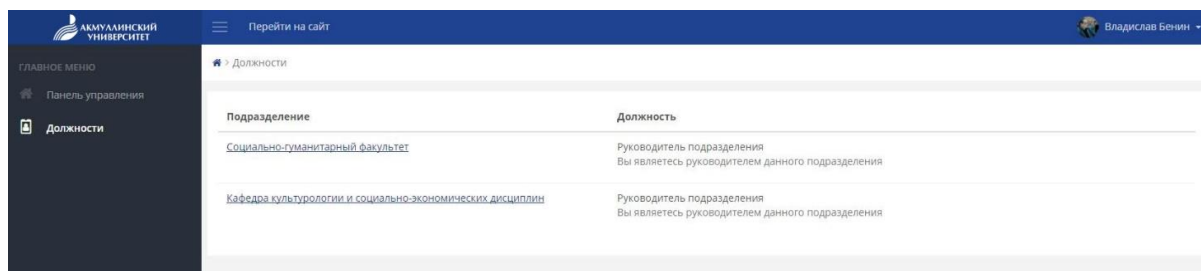 АКМУЛЛИНСКИЙ
УНИВЕРСИТЕТ
Перейти на сайт
Владислав Бенин
ГЛАВНОЕ МЕНЮ
Панель управления
Должности
> Должности
Подразделение
Должность
Социально-гуманитарный факультет
Руководитель подразделения
Вы являетесь руководителем данного подразделения
Кафедра культурологии и социально-экономических дисциплин
Руководитель подразделения
Вы являетесь руководителем данного подразделения